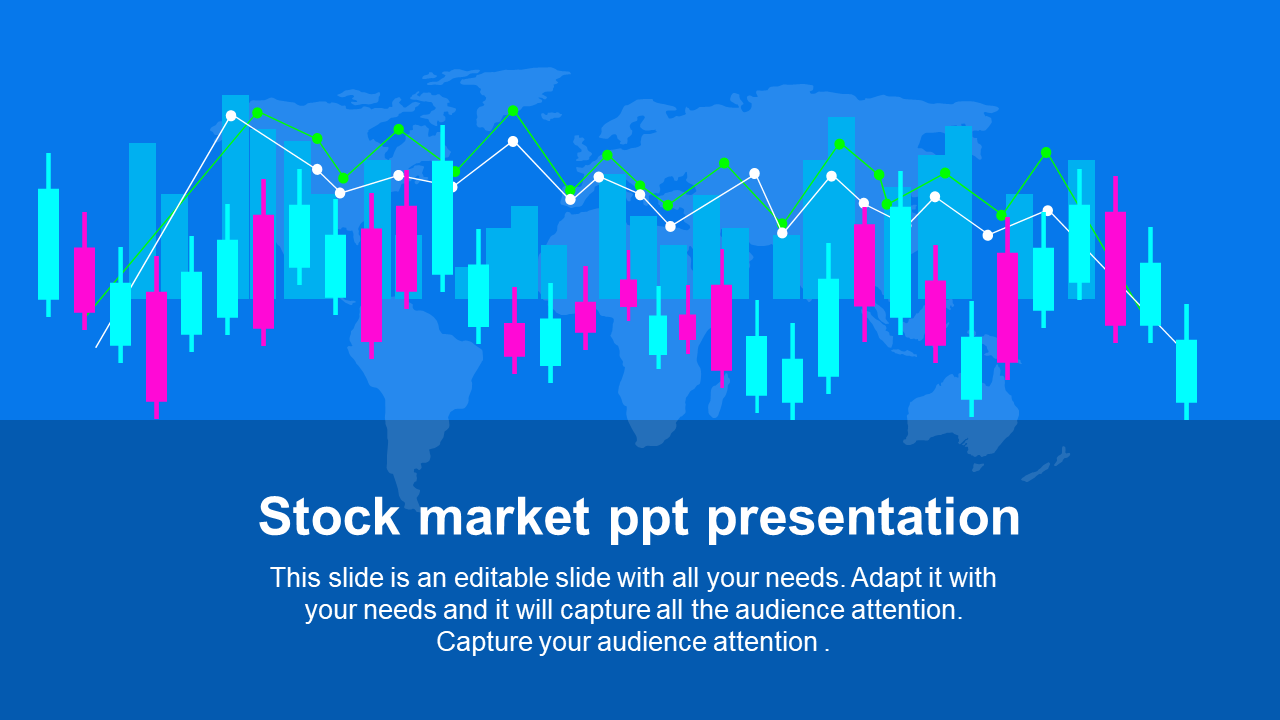 Stock market ppt presentation
This slide is an editable slide with all your needs. Adapt it with
your needs and it will capture all the audience attention.
Capture your audience attention .